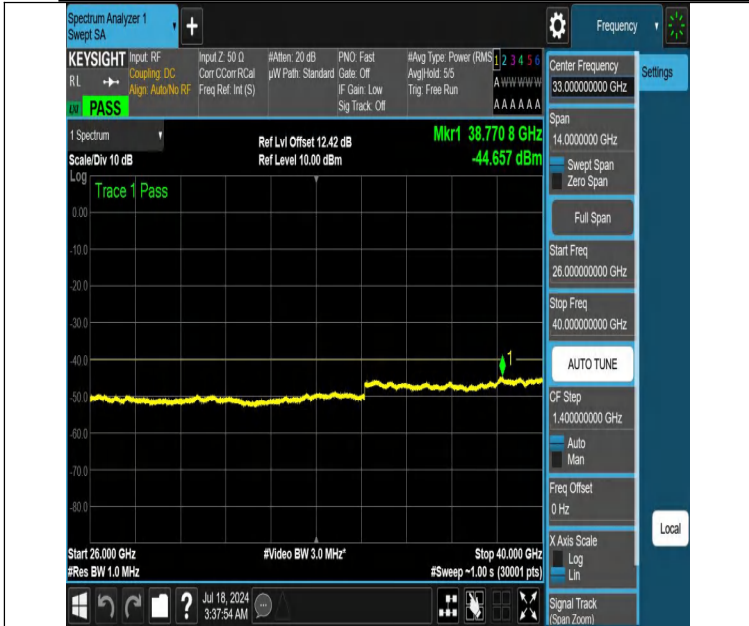 Spectrum Analyzer 1
Swept SA
Frequency
KEYSIGHT
RL
LXI
PASS
Input: RF
Coupling: DC
Align: Auto/No RF
Input Z: 50 Ω
Corr CCorr RCal
Freq Ref: Int (S)
#Atten: 20 dB
µW Path: Standard
PNO: Fast
Gate: Off
IF Gain: Low
Sig Track: Off
#Avg Type: Power (RMS
Avg|Hold: 5/5
Trig: Free Run
1 2 3 4 5 6
A W W W W W
A A A A A A
Center Frequency
33.000000000 GHz
Settings
1 Spectrum
Scale/Div 10 dB
Ref Lvl Offset 12.42 dB
Ref Level 10.00 dBm
Mkr1 38.770 8 GHz
-44.657 dBm
Span
14.0000000 GHz
Swept Span
Zero Span
Full Span
Start Freq
26.000000000 GHz
Stop Freq
40.000000000 GHz
AUTO TUNE
CF Step
1.400000000 GHz
Auto
Man
Freq Offset
0 Hz
X Axis Scale
Log
Lin
Signal Track
(Span Zoom)
Local
Log
Trace 1 Pass
0.00
-10.0
-20.0
-30.0
-40.0
1
-50.0
-60.0
-70.0
-80.0
Start 26.000 GHz
#Res BW 1.0 MHz
#Video BW 3.0 MHz*
Stop 40.000 GHz
#Sweep ~1.00 s (30001 pts)
?
Jul 18, 2024
3:37:54 AM